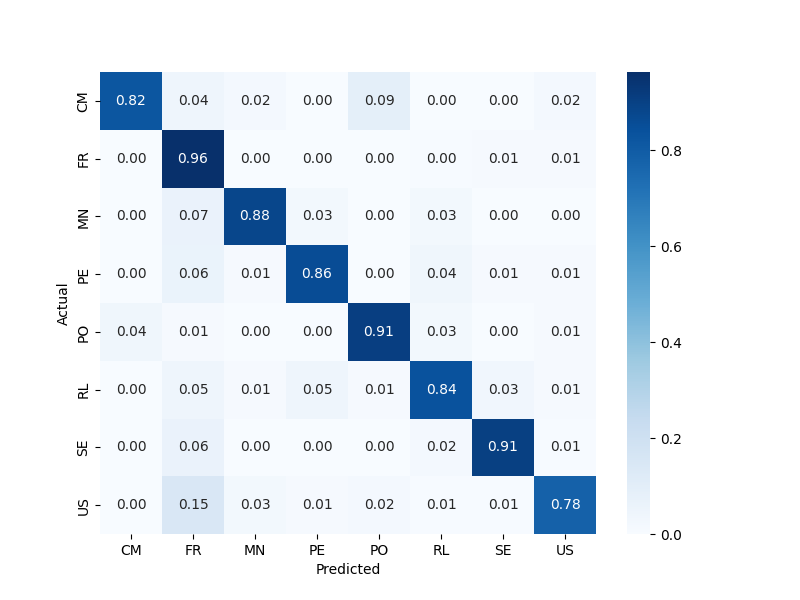 CM 0.82 0.04 0.02 0.00 0.09 0.00 0.00 0.02
FR 0.00 0.96 0.00 0.00 0.00 0.00 0.01 0.01
MN 0.00 0.07 0.88 0.03 0.00 0.03 0.00 0.00
PE 0.00 0.06 0.01 0.86 0.00 0.04 0.01 0.01
PO 0.04 0.01 0.00 0.00 0.91 0.03 0.00 0.01
RL 0.00 0.05 0.01 0.05 0.01 0.84 0.03 0.01
SE 0.00 0.06 0.00 0.00 0.00 0.02 0.91 0.01
US 0.00 0.15 0.03 0.01 0.02 0.01 0.01 0.78
CM FR MN PE PO RL SE US
Predicted
Actual
0.8
0.6
0.4
0.2
0.0